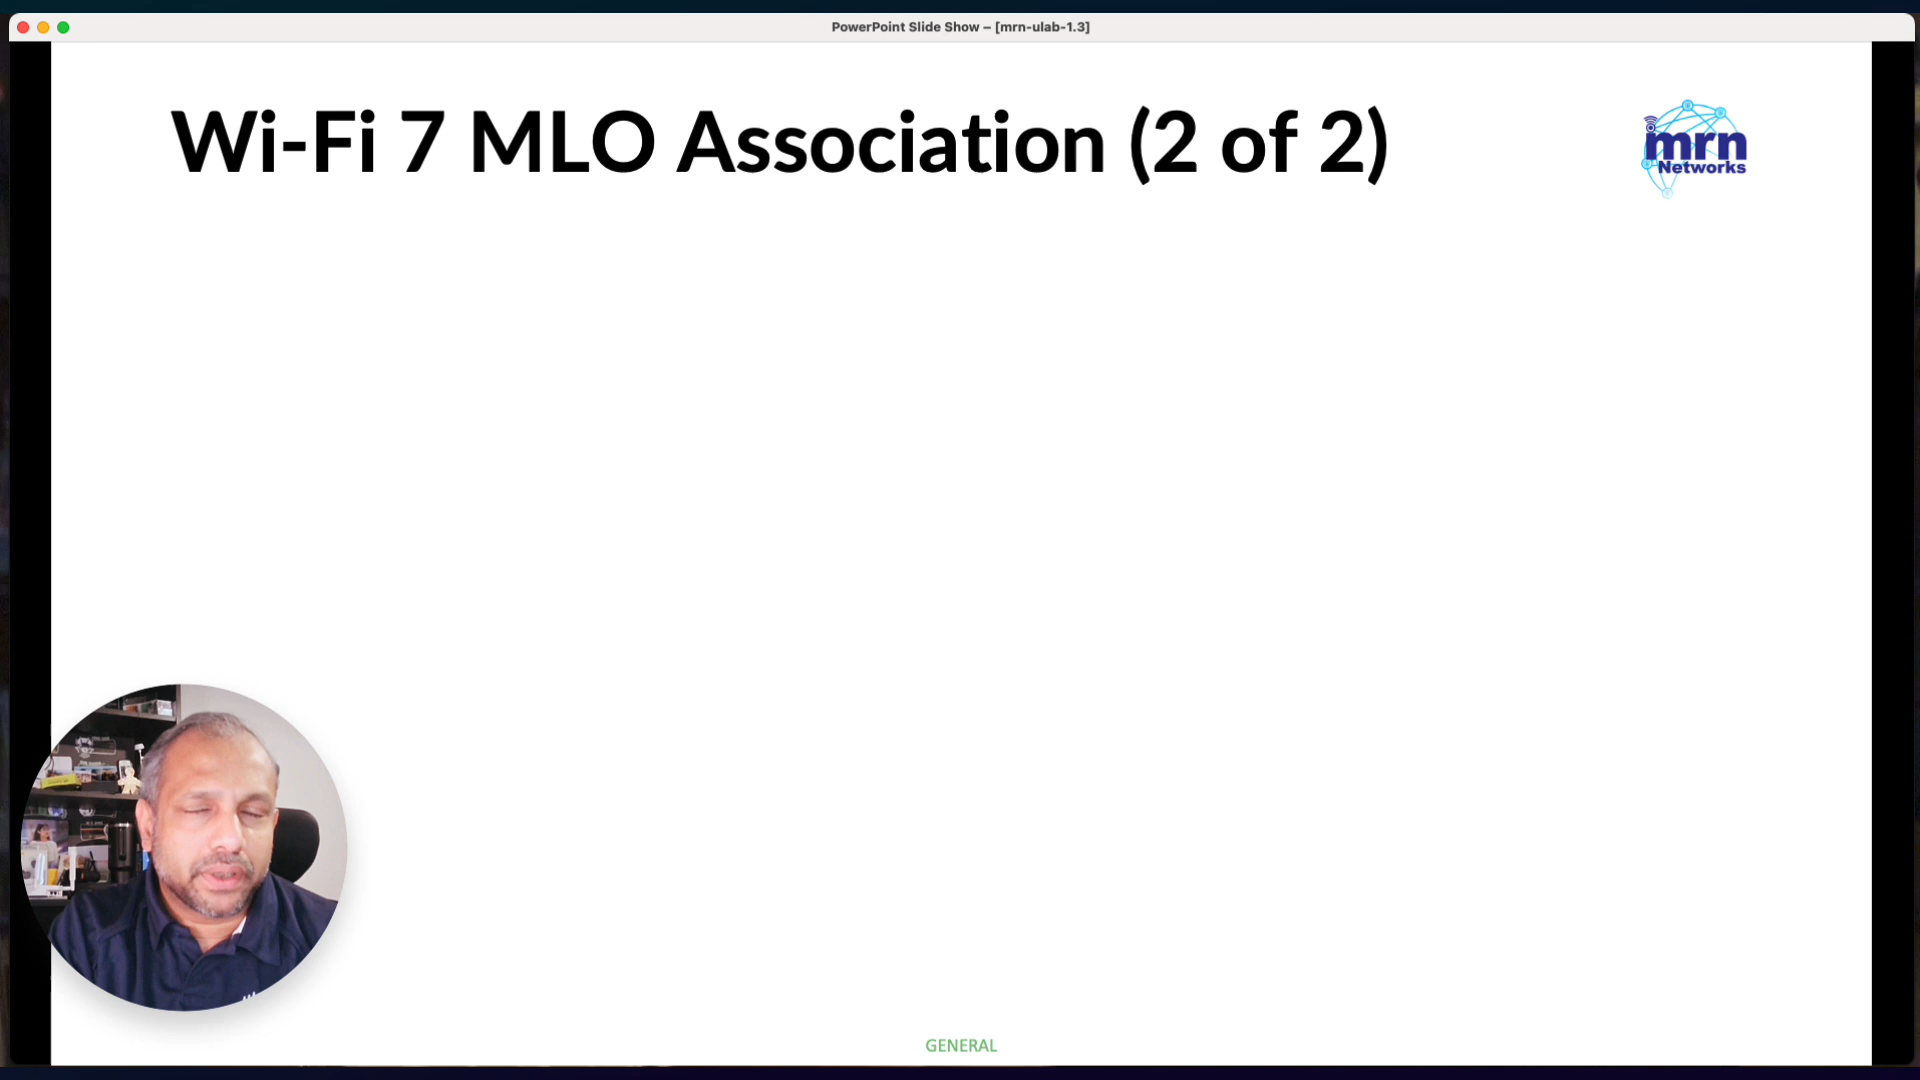 PowerPoint Slide Show – [mrn-ulab-1.3]
Wi-Fi 7 MLO Association (2 of 2)
mrn
Networks
GENERAL